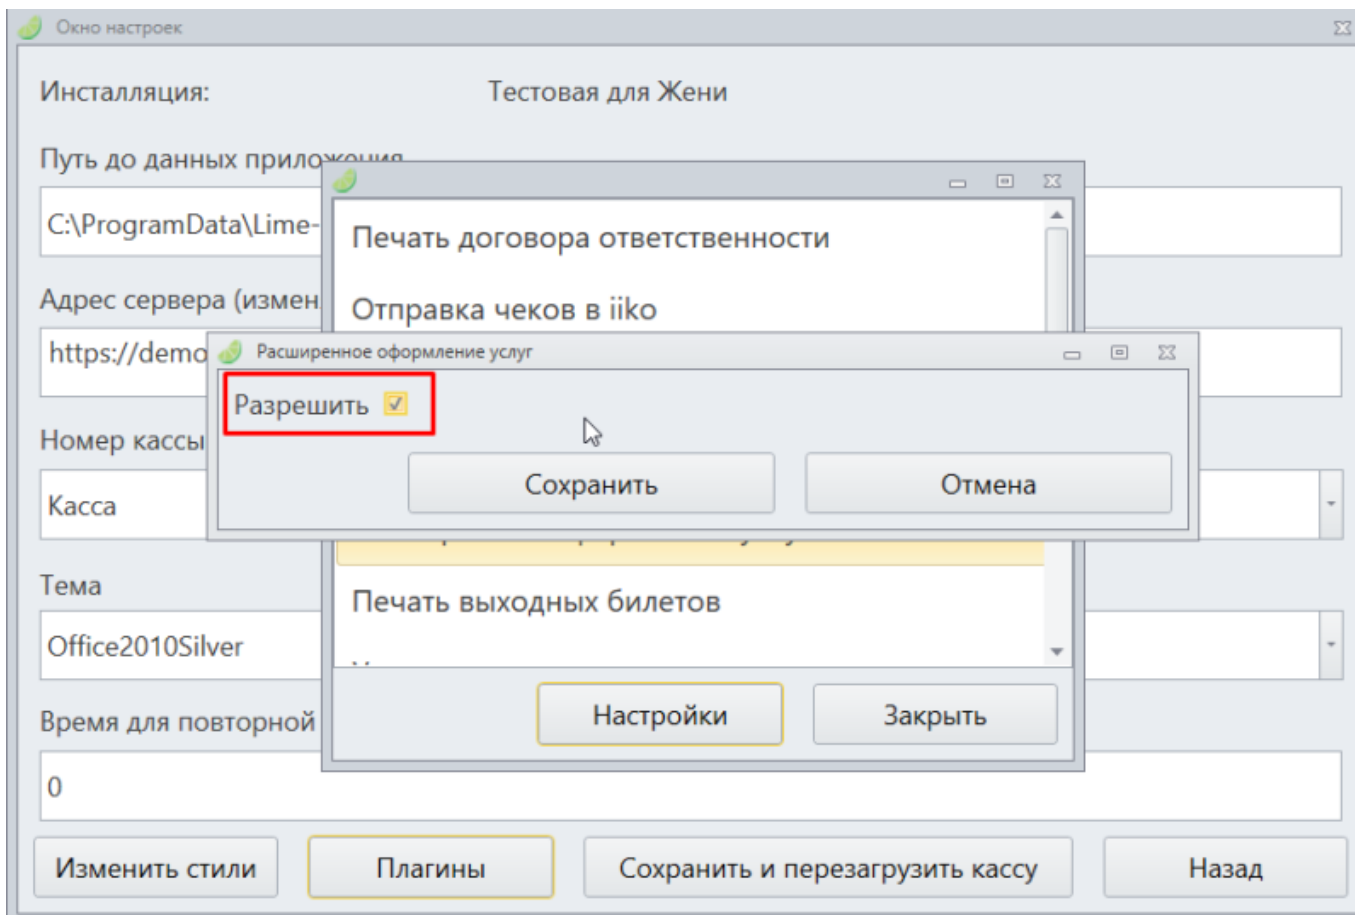 Окно настроек
Инсталляция: Тестовая для Жени
Путь до данных приложения
C:\ProgramData\Lime-
Печать договора ответственности
Адрес сервера (измен
Отправка чеков в iiko
https://demo
Расширенное оформление услуг
Разрешить
Номер кассы
Сохранить Отмена
Касса
Тема
Печать выходных билетов
Office2010Silver
Настройки Закрыть
Время для повторной
0
Изменить стили Плагины Сохранить и перезагрузить кассу Назад